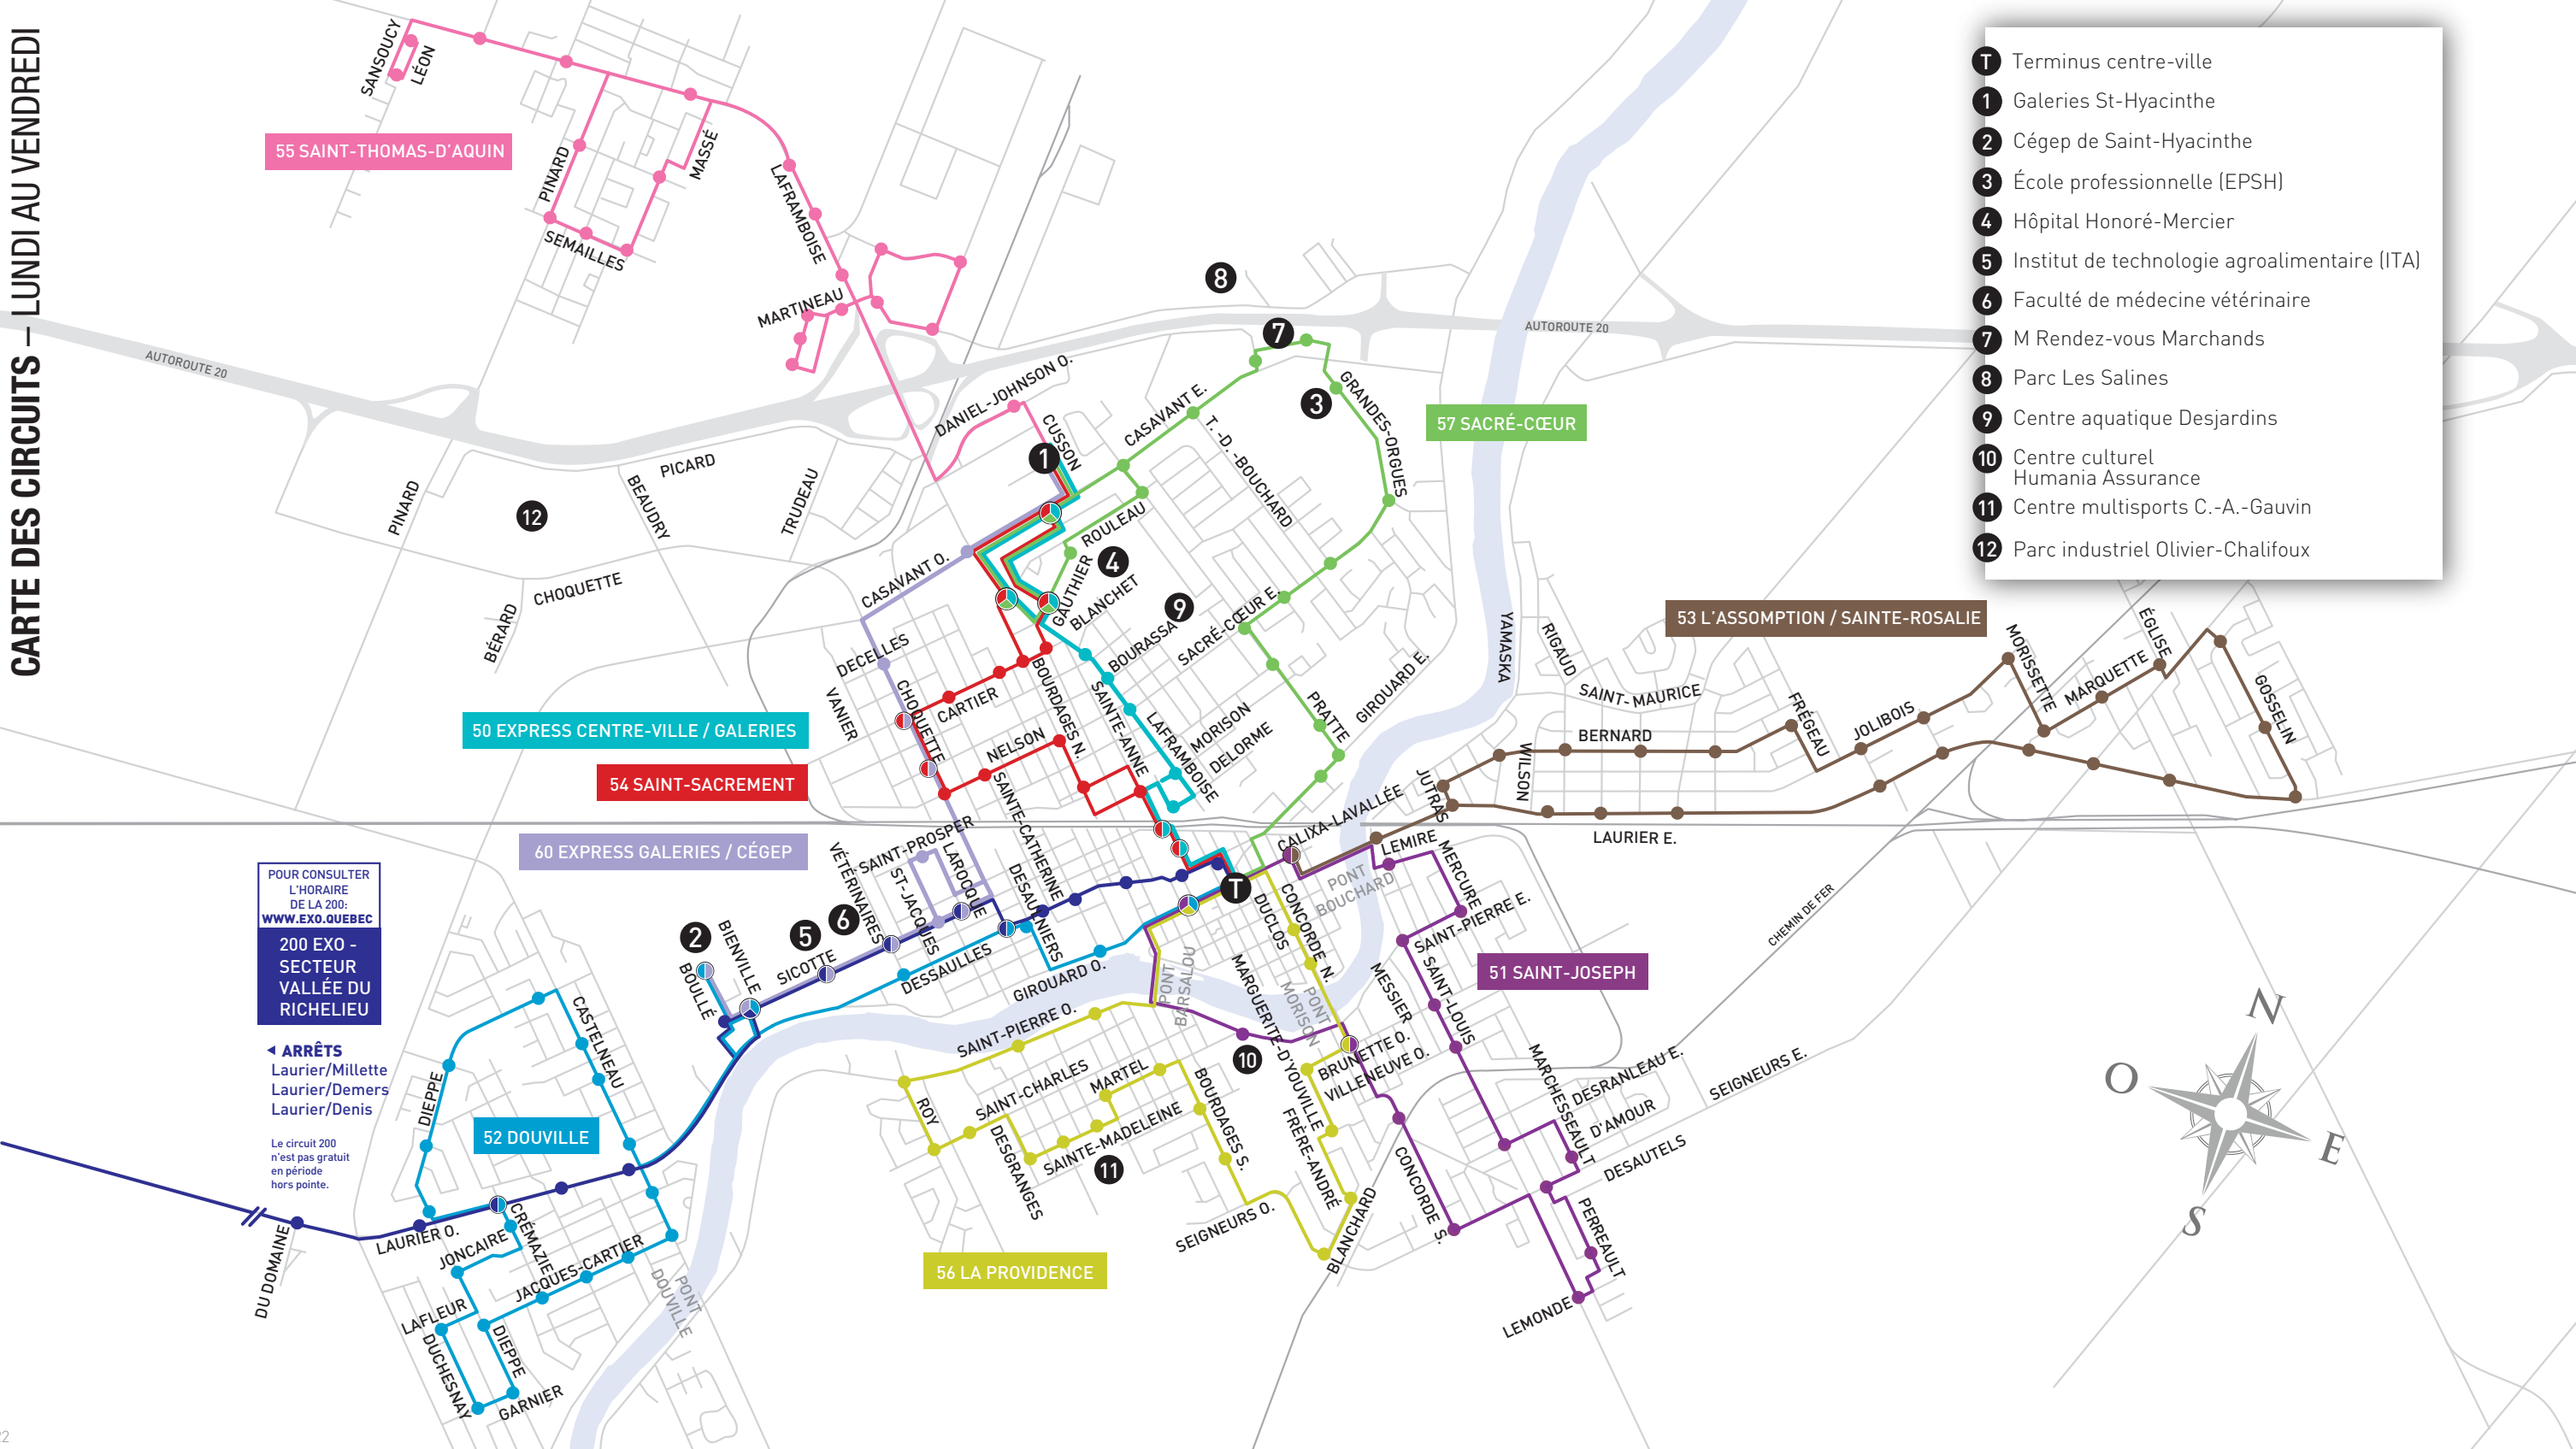 CARTE DES CIRCUITS – LUNDI AU VENDREDI
T Terminus centre-ville
1 Galeries St-Hyacinthe
2 Cégep de Saint-Hyacinthe
3 École professionnelle (EPSH)
4 Hôpital Honoré-Mercier
5 Institut de technologie agroalimentaire (ITA)
6 Faculté de médecine vétérinaire
7 M Rendez-vous Marchands
8 Parc Les Salines
9 Centre aquatique Desjardins
10 Centre culturel
Humania Assurance
11 Centre multisports C.-A.-Gauvin
12 Parc industriel Olivier-Chalifoux
SANSOUCY
LÉON
55 SAINT-THOMAS-D'AQUIN
PINARD
MASSÉ
SEMAILLES
LAFRAMBOISE
MARTINEAU
8
7
3
AUTOROUTE 20
AUTOROUTE 20
DANIEL-JOHNSON O.
CUSSON
1
CASAVANT E.
T.-D.-BOUCHARD
GRANDES-ORGUES
57 SACRÉ-CŒUR
PICARD
PINARD
12
BEAUDRY
TRUDEAU
CHOQUETTE
BÉRARD
CASAVANT O.
ROULEAU
4
GAUTHIER
BLANCHET
9
BOURASSA
SACRÉ-CŒUR E.
DECELLES
VANIER
CHOQUETTE
CARTIER
BOURDAGES N.
SAINTE-ANNE
LAFRAMBOISE
MORISON
DELORME
PRATTE
GIROUARD E.
YAMASKA
RIGAUD
SAINT-MAURICE
53 L'ASSOMPTION / SAINTE-ROSALIE
MORISSETTE
MARQUETTE
ÉGLISE
GOSSELIN
BERNARD
WILSON
FRÉGEAU
JOLIBOIS
LAURIER E.
50 EXPRESS CENTRE-VILLE / GALERIES
54 SAINT-SACREMENT
60 EXPRESS GALERIES / CÉGEP
NELSON
SAINTE-CATHERINE
SAINT-PROSPER
LAROCQUE
ST-JACQUES
VÉTÉRINAIRES
DESAULNIERS
CALIXA-LAVALLÉE
JUTRAS
LEMIRE
MERCURE
PONT
BOUCHARD
T
DUCLOS
CONCORDE N.
SAINT-PIERRE E.
CHEMIN DE FER
51 SAINT-JOSEPH
POUR CONSULTER
L'HORAIRE
DE LA 200:
WWW.EXO.QUEBEC
200 EXO -
SECTEUR
VALLÉE DU
RICHELIEU
ARRÊTS
Laurier/Millette
Laurier/Demers
Laurier/Denis
Le circuit 200
n'est pas gratuit
en période
hors pointe.
2
BIENVILLE
BOULLÉ
5
SICOTTE
6
DESSAULLES
GIROUARD O.
PONT
BARSALOU
MARGUERITE-D'YOUVILLE
PONT
MORISON
MESSIER
SAINT-LOUIS
SAINT-PIERRE O.
10
BRUNETTE O.
VILLENEUVE O.
MARCHESSEAULT
DESRANLEAU E.
D'AMOUR
SEIGNEURS E.
DESAUTELS
DIEPPE
CASTELNEAU
52 DOUVILLE
ROY
SAINT-CHARLES
MARTEL
SAINTE-MADELEINE
11
DESGRANGES
BOURDAGES S.
FRÈRE-ANDRÉ
CONCORDE S.
SEIGNEURS O.
BLANCHARD
PERREAULT
LEMONDE
56 LA PROVIDENCE
LAURIER O.
DU DOMAINE
CRÉMAZIE
JONCAIRE
JACQUES-CARTIER
PONT
DOUVILLE
LAFLEUR
DUCHESNAY
DIEPPE
GARNIER
N
O
E
S
22